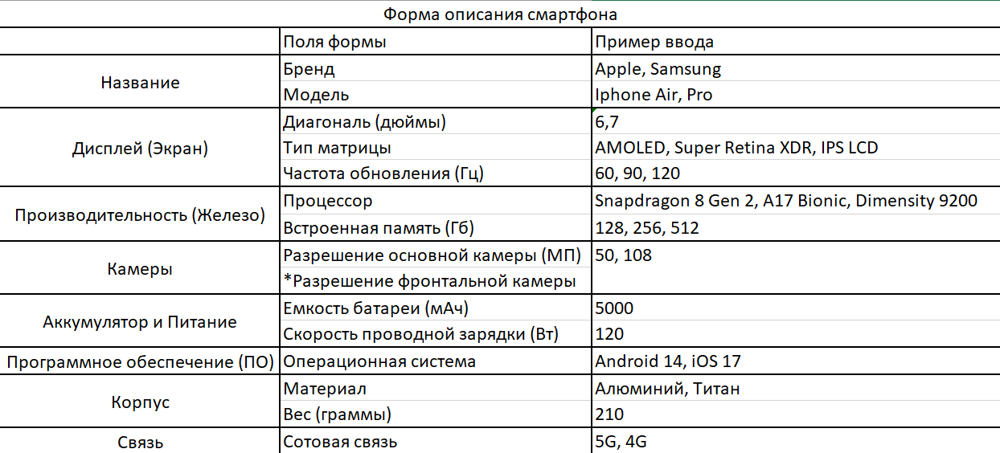 Форма описания смартфона
Поля формы Пример ввода
Название
Бренд Apple, Samsung
Модель Iphone Air, Pro
Дисплей (Экран)
Диагональ (дюймы) 6,7
Тип матрицы AMOLED, Super Retina XDR, IPS LCD
Частота обновления (Гц) 60, 90, 120
Производительность (Железо)
Процессор Snapdragon 8 Gen 2, A17 Bionic, Dimensity 9200
Встроенная память (Гб) 128, 256, 512
Камеры
Разрешение основной камеры (МП) 50, 108
*Разрешение фронтальной камеры
Аккумулятор и Питание
Емкость батареи (мАч) 5000
Скорость проводной зарядки (Вт) 120
Программное обеспечение (ПО) Операционная система Android 14, iOS 17
Корпус
Материал Алюминий, Титан
Вес (граммы) 210
Связь Сотовая связь 5G, 4G